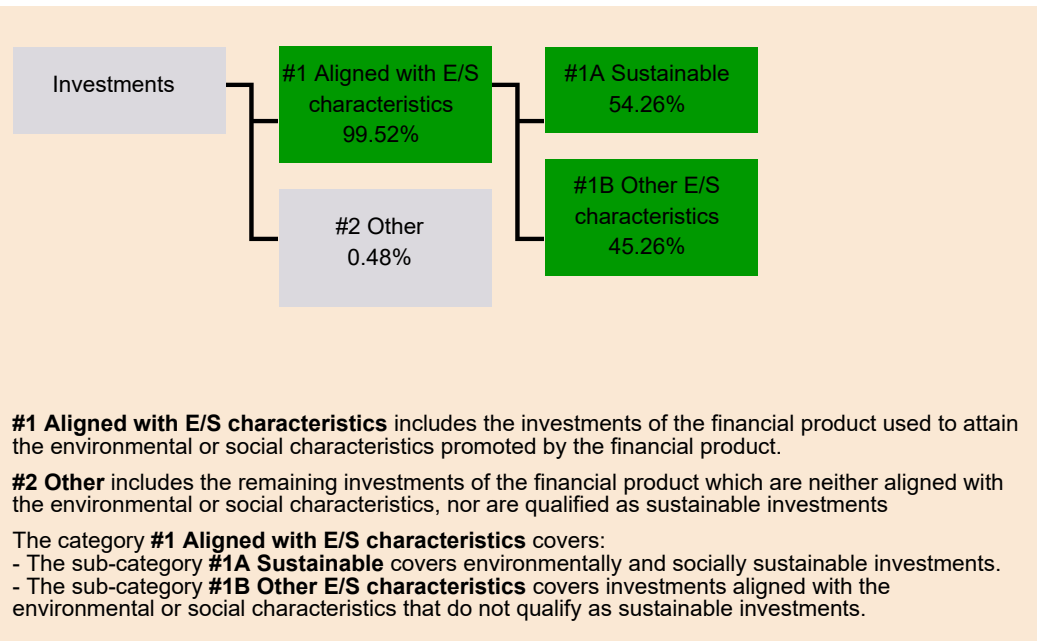 Investments
#1 Aligned with E/S
characteristics
99.52%
#2 Other
0.48%
#1A Sustainable
54.26%
#1B Other E/S
characteristics
45.26%
#1 Aligned with E/S characteristics includes the investments of the financial product used to attain
the environmental or social characteristics promoted by the financial product.
#2 Other includes the remaining investments of the financial product which are neither aligned with
the environmental or social characteristics, nor are qualified as sustainable investments
The category #1 Aligned with E/S characteristics covers:
- The sub-category #1A Sustainable covers environmentally and socially sustainable investments.
- The sub-category #1B Other E/S characteristics covers investments aligned with the
environmental or social characteristics that do not qualify as sustainable investments.